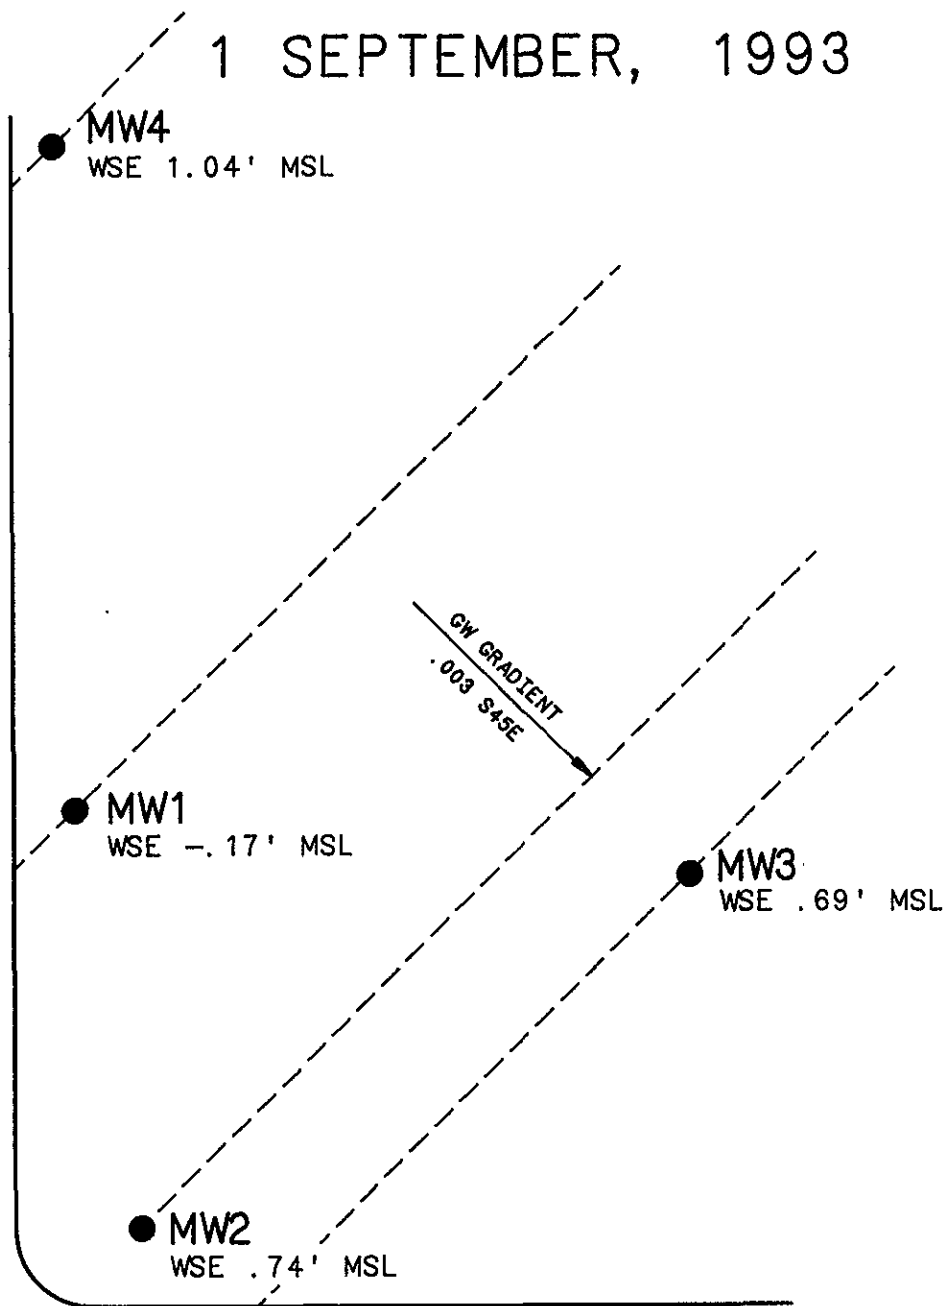 1 SEPTEMBER, 1993
MW4
WSE 1.04' MSL
GW GRADIENT
.003 S45E
MW1
WSE -.17' MSL
MW3
WSE .69' MSL
MW2
WSE .74' MSL